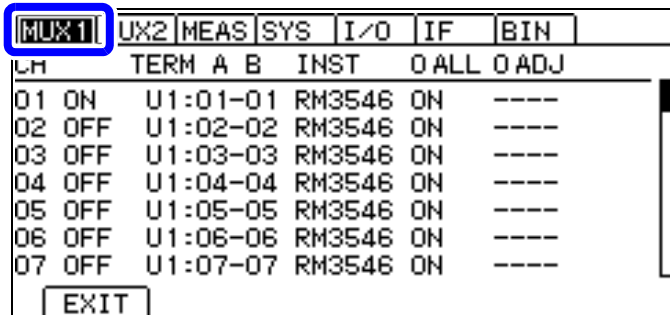 MUX1 UX2 MEAS SYS I/O IF BIN
CH TERM A B INST 0 ALL 0 ADJ
01 ON U1:01-01 RM3546 ON ----
02 OFF U1:02-02 RM3546 ON ----
03 OFF U1:03-03 RM3546 ON ----
04 OFF U1:04-04 RM3546 ON ----
05 OFF U1:05-05 RM3546 ON ----
06 OFF U1:06-06 RM3546 ON ----
07 OFF U1:07-07 RM3546 ON ----
EXIT